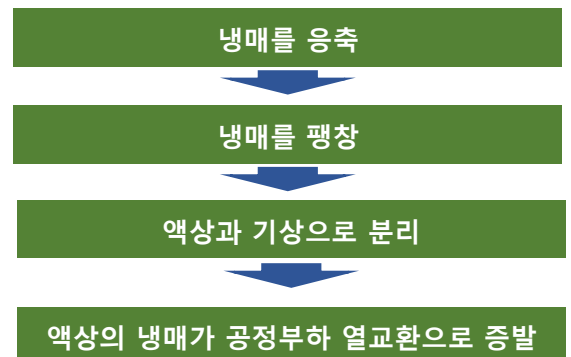 냉매를 응축
냉매를 팽창
액상과 기상으로 분리
액상의 냉매가 공정부하 열교환으로 증발